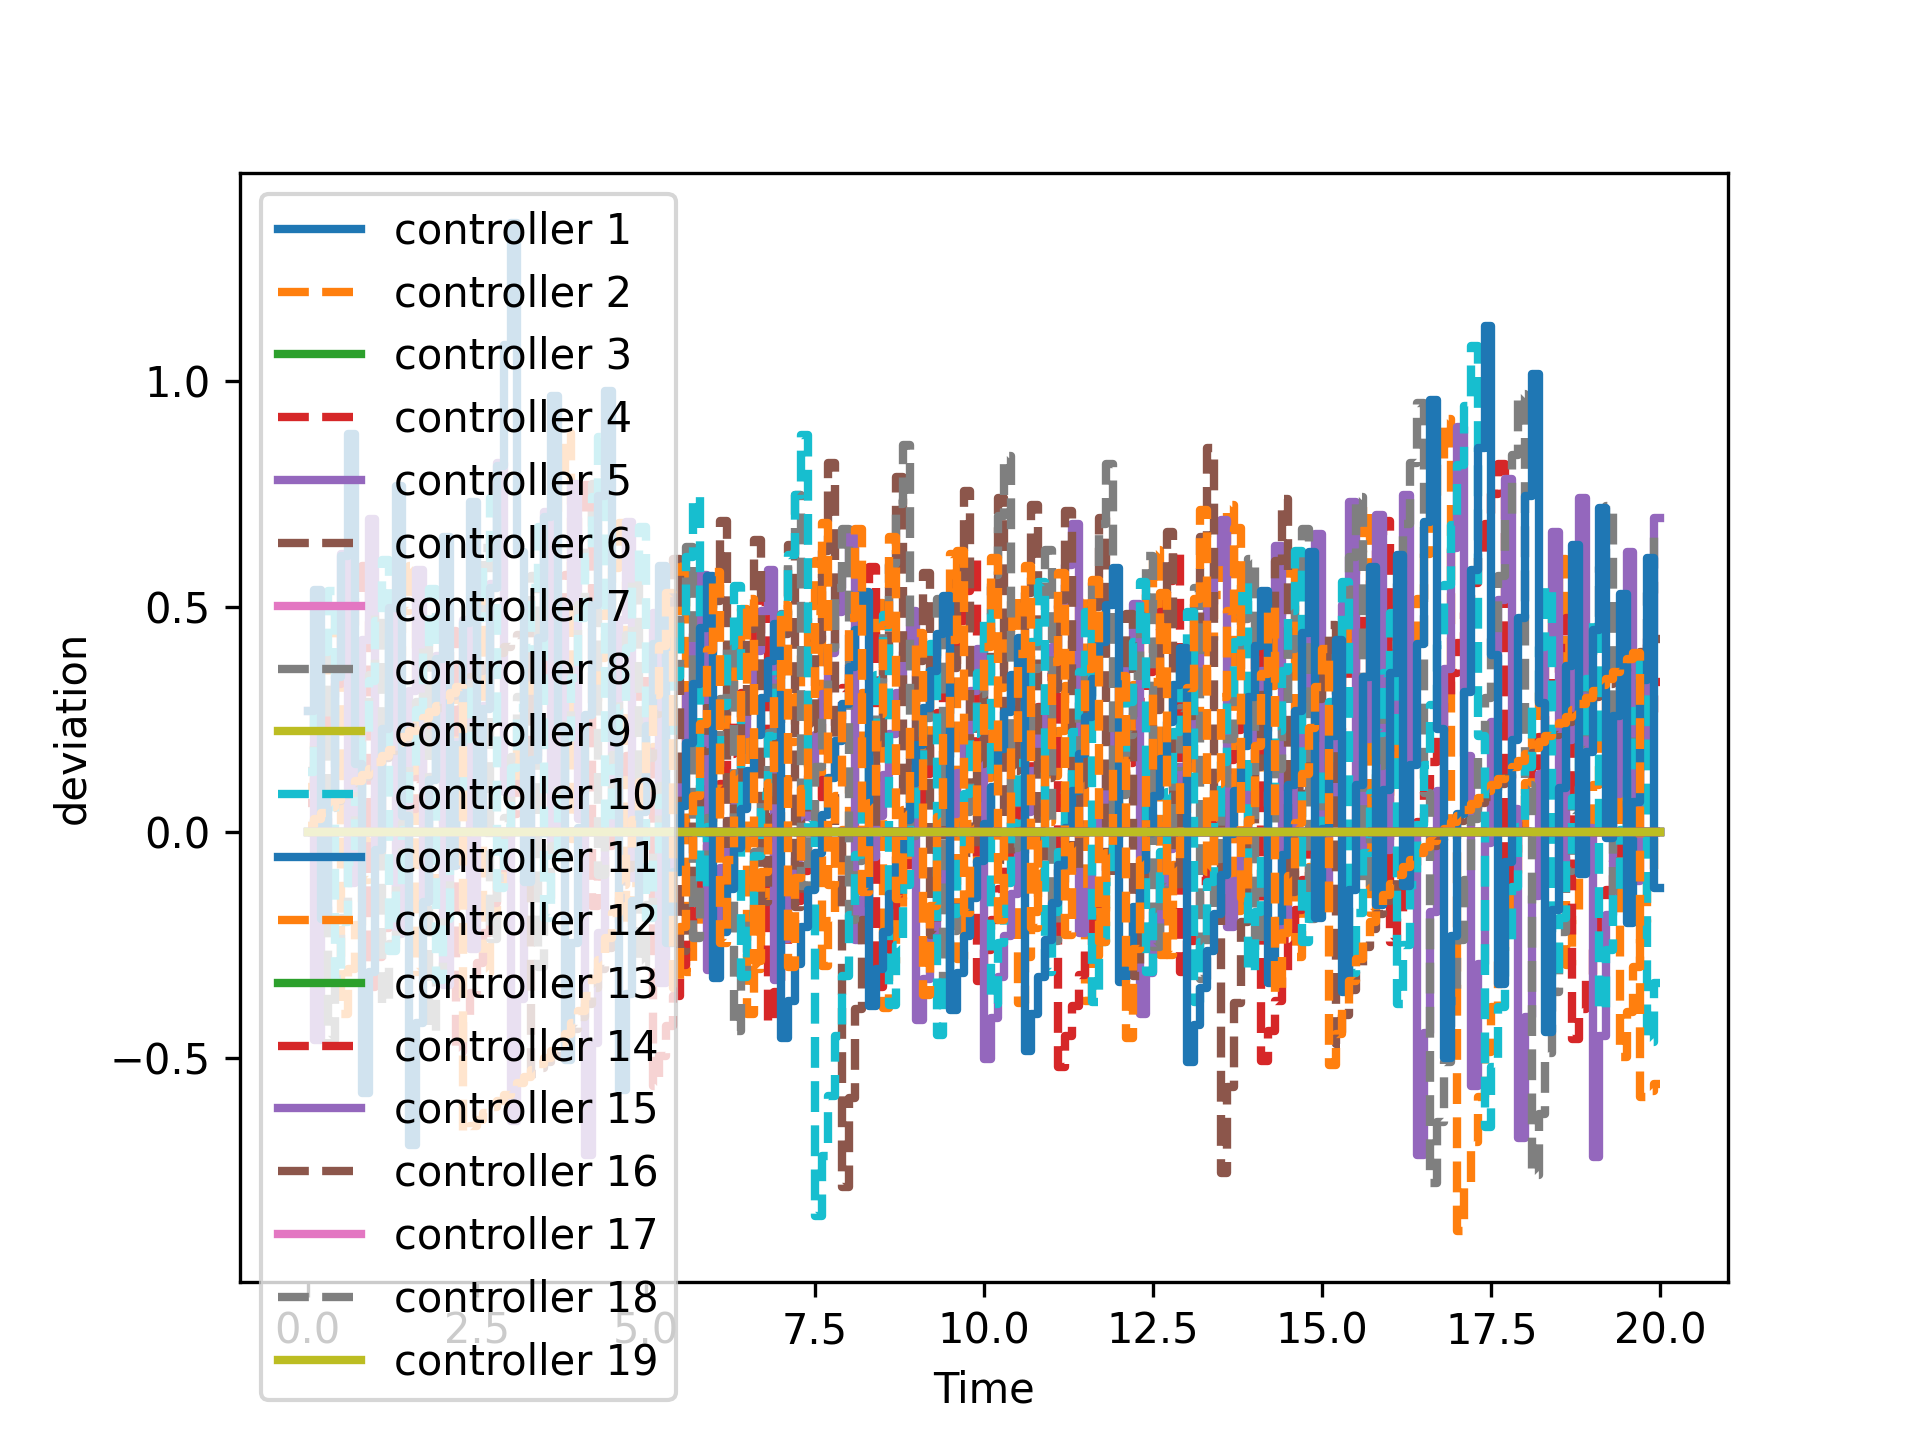 controller 1
controller 2
controller 3
controller 4
controller 5
controller 6
controller 7
controller 8
controller 9
controller 10
controller 11
controller 12
controller 13
controller 14
controller 15
controller 16
controller 17
controller 18
controller 19
1.0
0.5
0.0
−0.5
deviation
0.0 2.5 5.0 7.5 10.0 12.5 15.0 17.5 20.0
Time